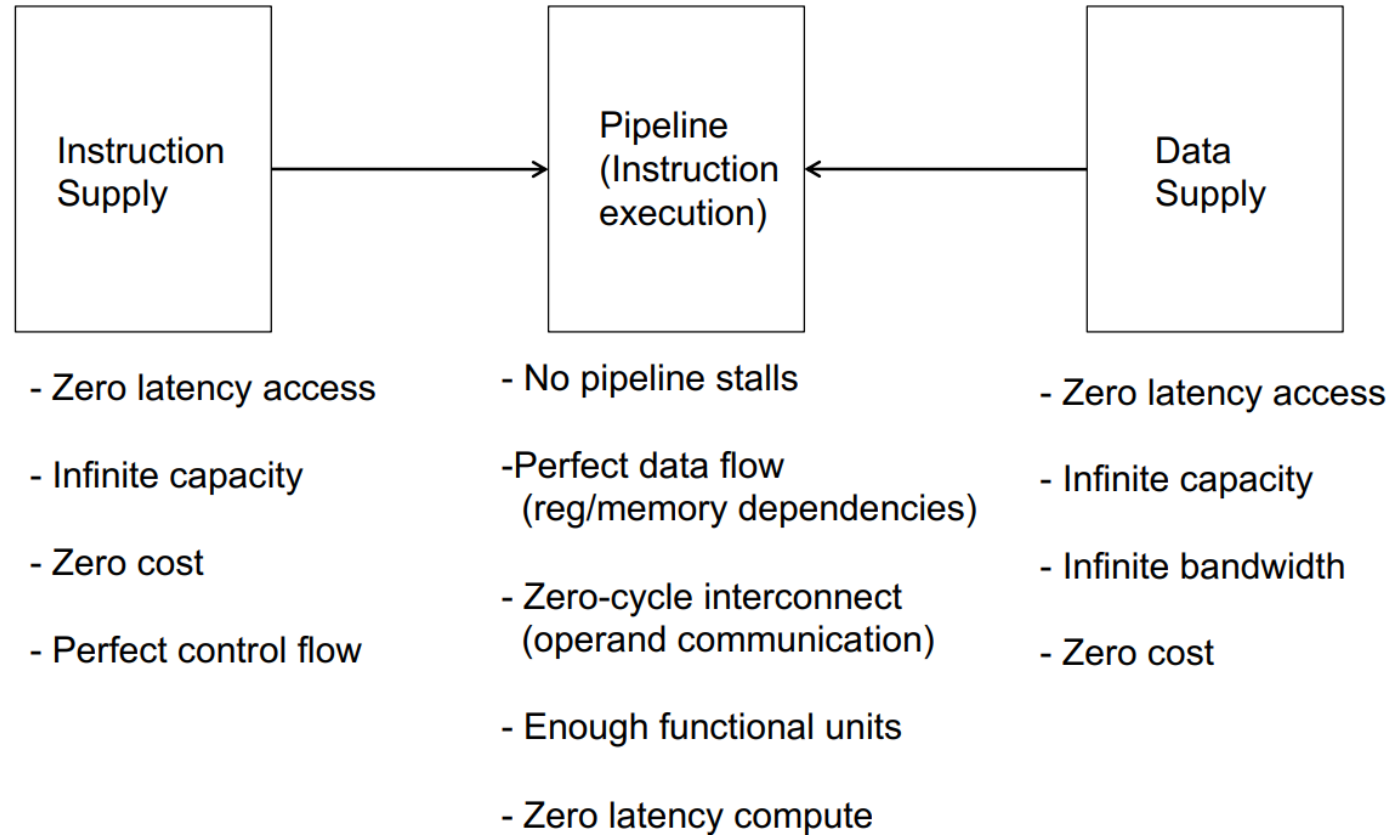 Instruction
Supply
Pipeline
(Instruction
execution)
Data
Supply
- Zero latency access
- Infinite capacity
- Zero cost
- Perfect control flow
- No pipeline stalls
-Perfect data flow
(reg/memory dependencies)
- Zero-cycle interconnect
(operand communication)
- Enough functional units
- Zero latency compute
- Zero latency access
- Infinite capacity
- Infinite bandwidth
- Zero cost